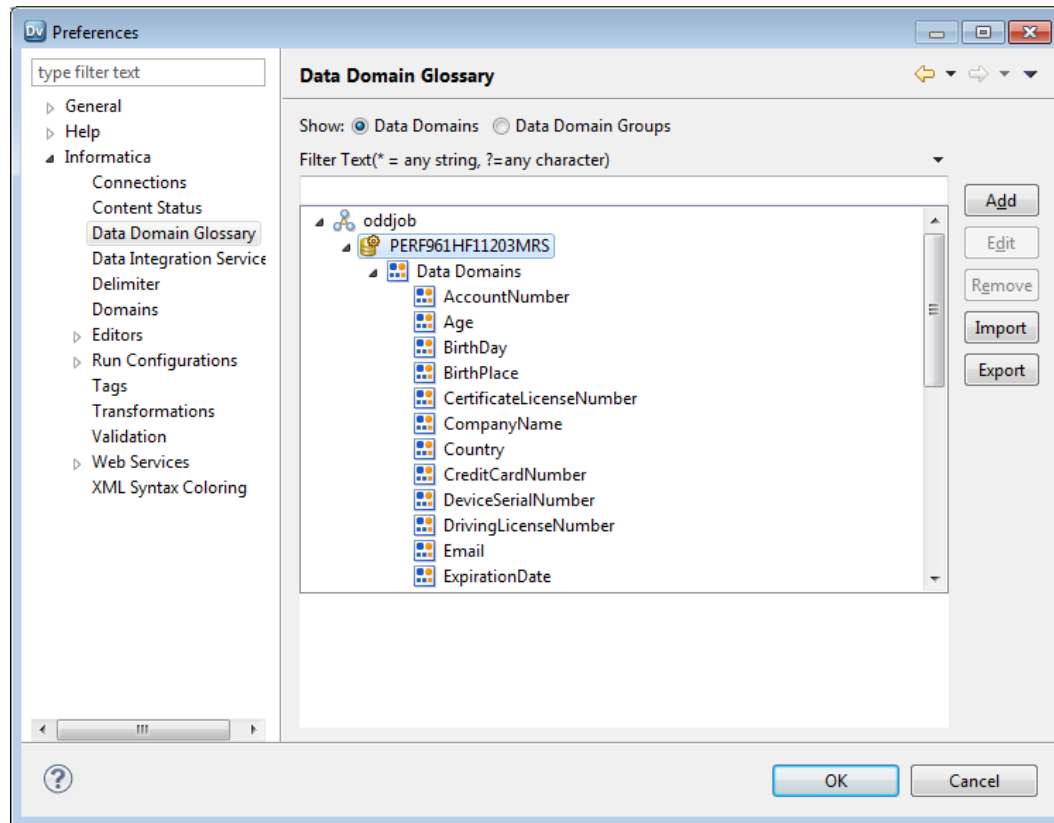 Dv Preferences
type filter text
General
Help
Informatica
Connections
Content Status
Data Domain Glossary
Data Integration Service
Delimiter
Domains
Editors
Run Configurations
Tags
Transformations
Validation
Web Services
XML Syntax Coloring
Data Domain Glossary
Show: Data Domains Data Domain Groups
Filter Text(* = any string, ?=any character)
oddjob
PERF961HF11203MRS
Data Domains
AccountNumber
Age
BirthDay
BirthPlace
CertificateLicenseNumber
CompanyName
Country
CreditCardNumber
DeviceSerialNumber
DrivingLicenseNumber
Email
ExpirationDate
Add
Edit
Remove
Import
Export
?
OK Cancel